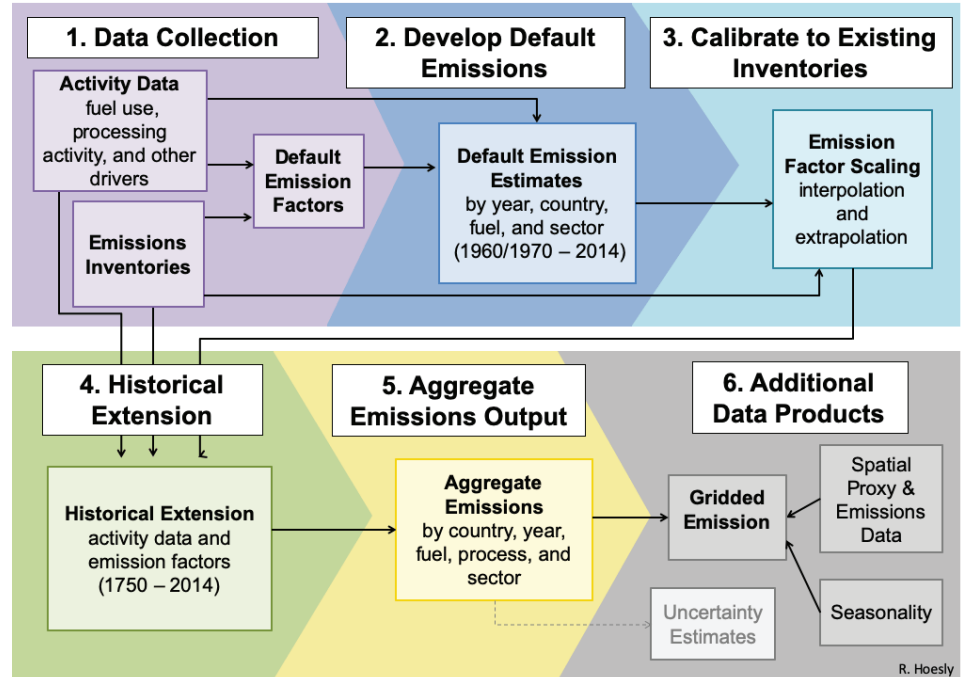 1. Data Collection
2. Develop Default
Emissions
3. Calibrate to Existing
Inventories
Activity Data
fuel use,
processing
activity, and other
drivers
Default
Emission
Factors
Emissions
Inventories
Default Emission
Estimates
by year, country,
fuel, and sector
(1960/1970 – 2014)
Emission
Factor Scaling
interpolation
and
extrapolation
4. Historical
Extension
5. Aggregate
Emissions Output
6. Additional
Data Products
Historical Extension
activity data and
emission factors
(1750 – 2014)
Aggregate
Emissions
by country, year,
fuel, process, and
sector
Gridded
Emission
Spatial
Proxy &
Emissions
Data
Seasonality
Uncertainty
Estimates
R. Hoesly